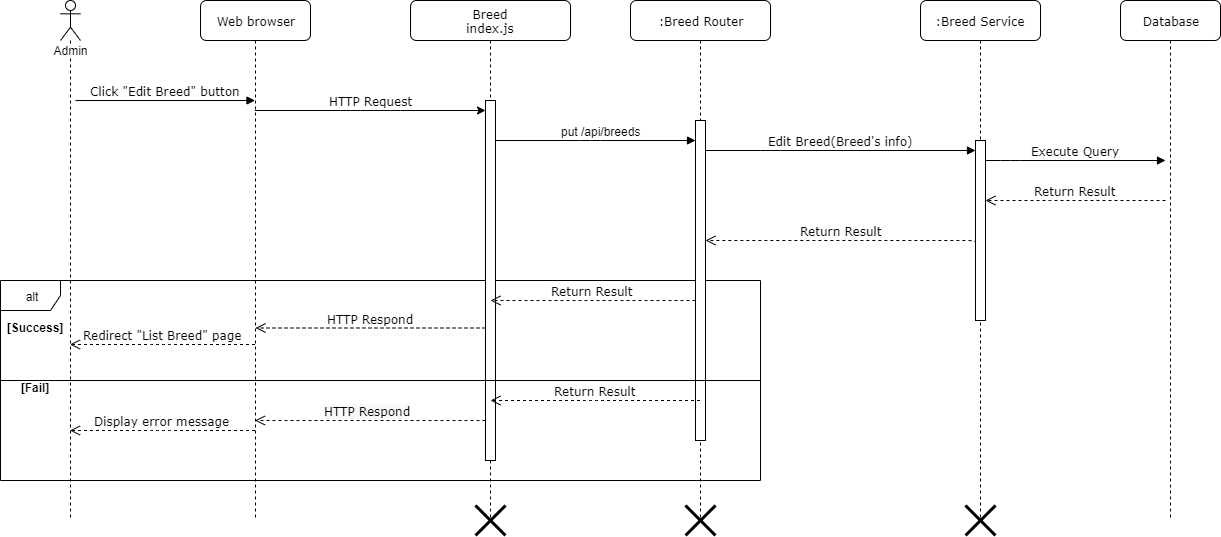 Admin
Web browser
Breed
index.js
:Breed Router
:Breed Service
Database
Click "Edit Breed" button
HTTP Request
put /api/breeds
Edit Breed(Breed's info)
Execute Query
Return Result
Return Result
alt
Return Result
[Success]
HTTP Respond
Redirect "List Breed" page
[Fail]
Return Result
HTTP Respond
Display error message